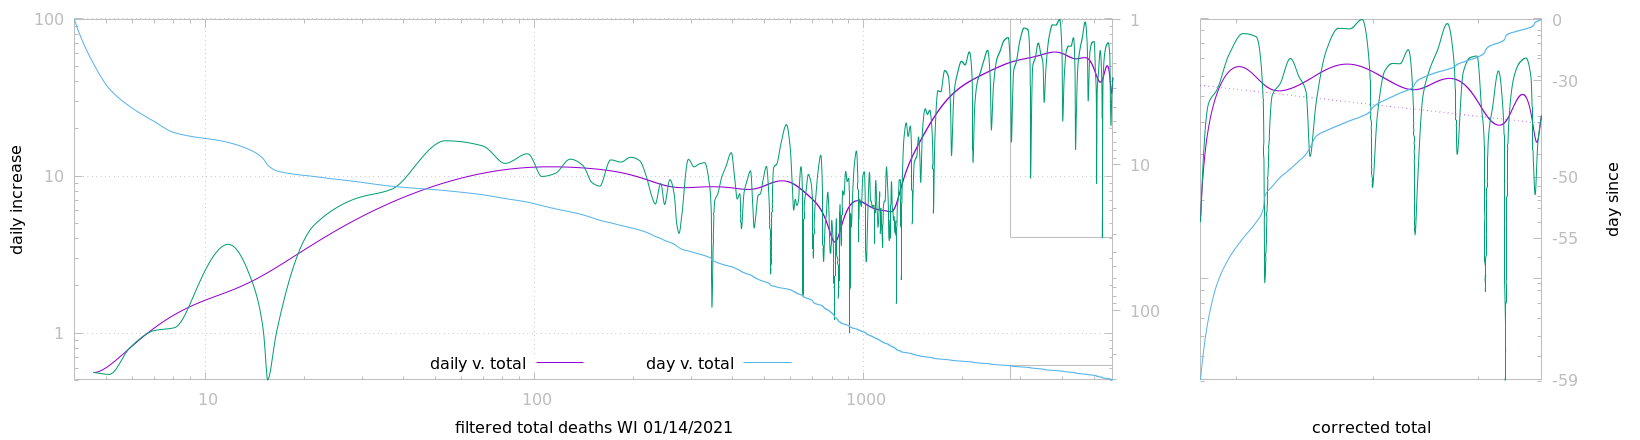 100
10
1
daily increase
10
100
1000
filtered total deaths WI 01/14/2021
daily v. total
day v. total
1
10
100
0
-30
-50
-55
-59
day since
corrected total